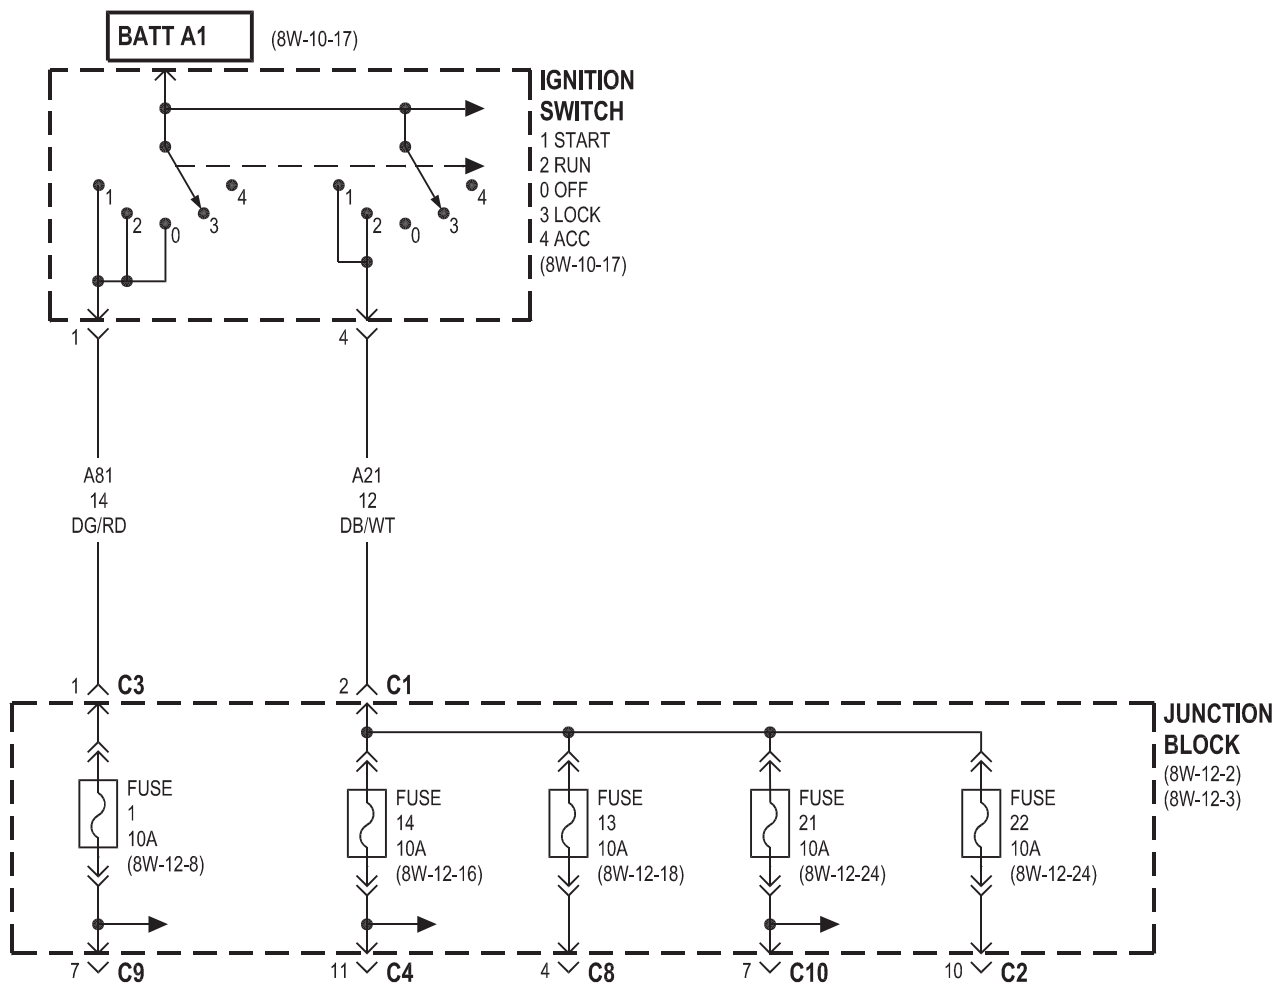 BATT A1
(8W-10-17)
IGNITION
SWITCH
1 START
2 RUN
0 OFF
3 LOCK
4 ACC
(8W-10-17)
1
2
0
3
4
1
2
0
3
4
1
4
A81
14
DG/RD
A21
12
DB/WT
1
C3
2
C1
JUNCTION
BLOCK
(8W-12-2)
(8W-12-3)
FUSE
1
10A
(8W-12-8)
FUSE
14
10A
(8W-12-16)
FUSE
13
10A
(8W-12-18)
FUSE
21
10A
(8W-12-24)
FUSE
22
10A
(8W-12-24)
7
C9
11
C4
4
C8
7
C10
10
C2